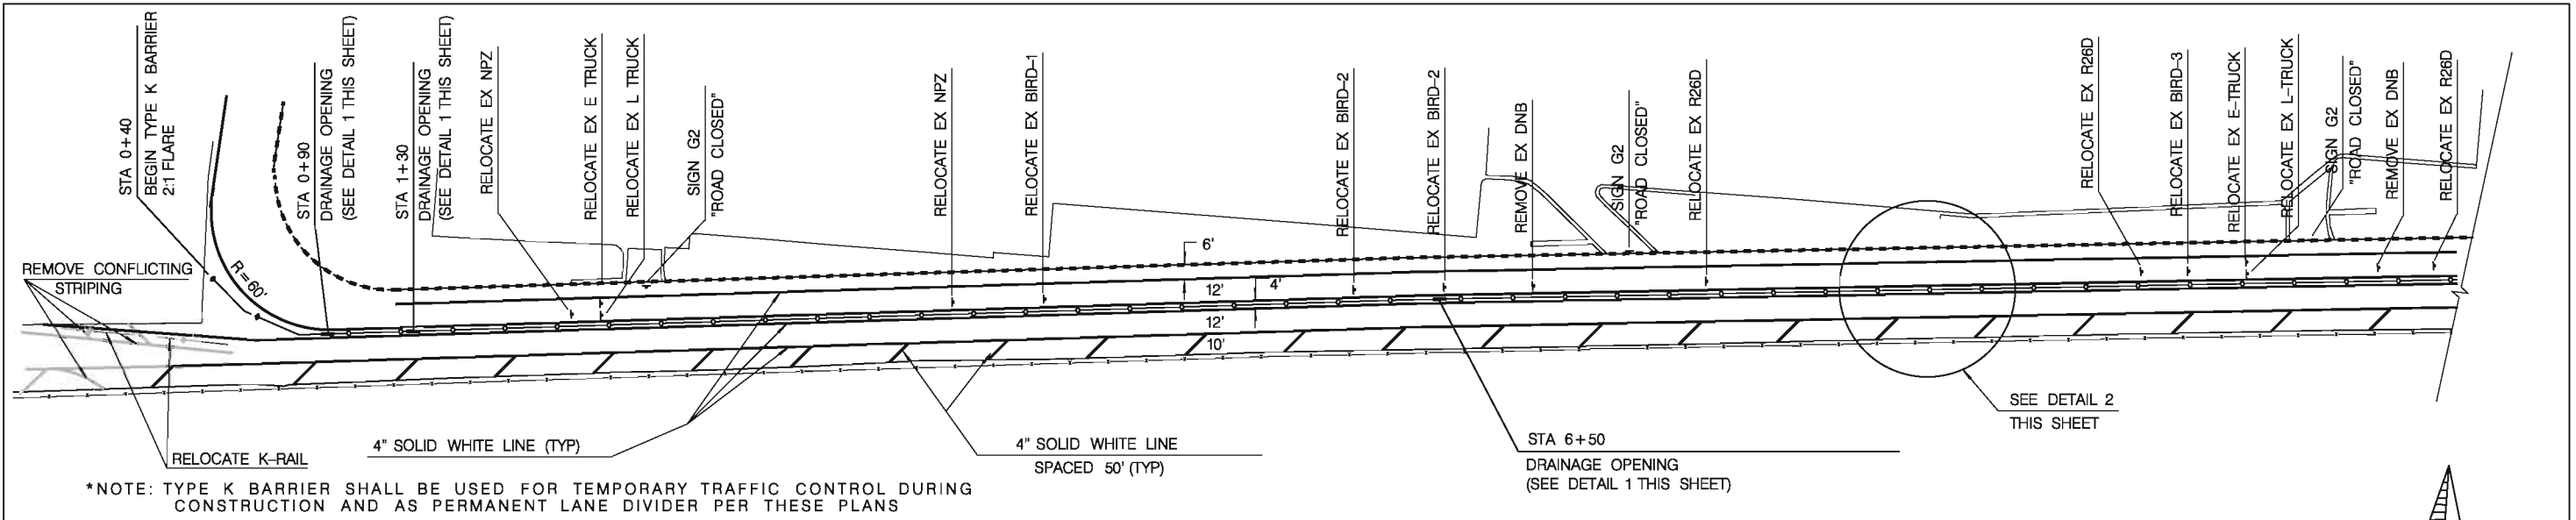 STA 0+40
BEGIN TYPE K BARRIER
2:1 FLARE
STA 0+90
DRAINAGE OPENING
(SEE DETAIL 1 THIS SHEET)
STA 1+30
DRAINAGE OPENING
(SEE DETAIL 1 THIS SHEET)
RELOCATE EX NPZ
RELOCATE EX E TRUCK
RELOCATE EX L TRUCK
SIGN G2
"ROAD CLOSED"
RELOCATE EX NPZ
RELOCATE EX BIRD-1
RELOCATE EX BIRD-2
RELOCATE EX BIRD-2
REMOVE EX DNB
SIGN G2
"ROAD CLOSED"
RELOCATE EX R26D
RELOCATE EX R26D
RELOCATE EX BIRD-3
RELOCATE EX E-TRUCK
RELOCATE EX L-TRUCK
SIGN G2
"ROAD CLOSED"
REMOVE EX DNB
RELOCATE EX R26D
REMOVE CONFLICTING
STRIPING
R=60'
6'
12'
4'
12'
10'
RELOCATE K-RAIL
4" SOLID WHITE LINE (TYP)
4" SOLID WHITE LINE
SPACED 50' (TYP)
STA 6+50
DRAINAGE OPENING
(SEE DETAIL 1 THIS SHEET)
SEE DETAIL 2
THIS SHEET
*NOTE: TYPE K BARRIER SHALL BE USED FOR TEMPORARY TRAFFIC CONTROL DURING
CONSTRUCTION AND AS PERMANENT LANE DIVIDER PER THESE PLANS